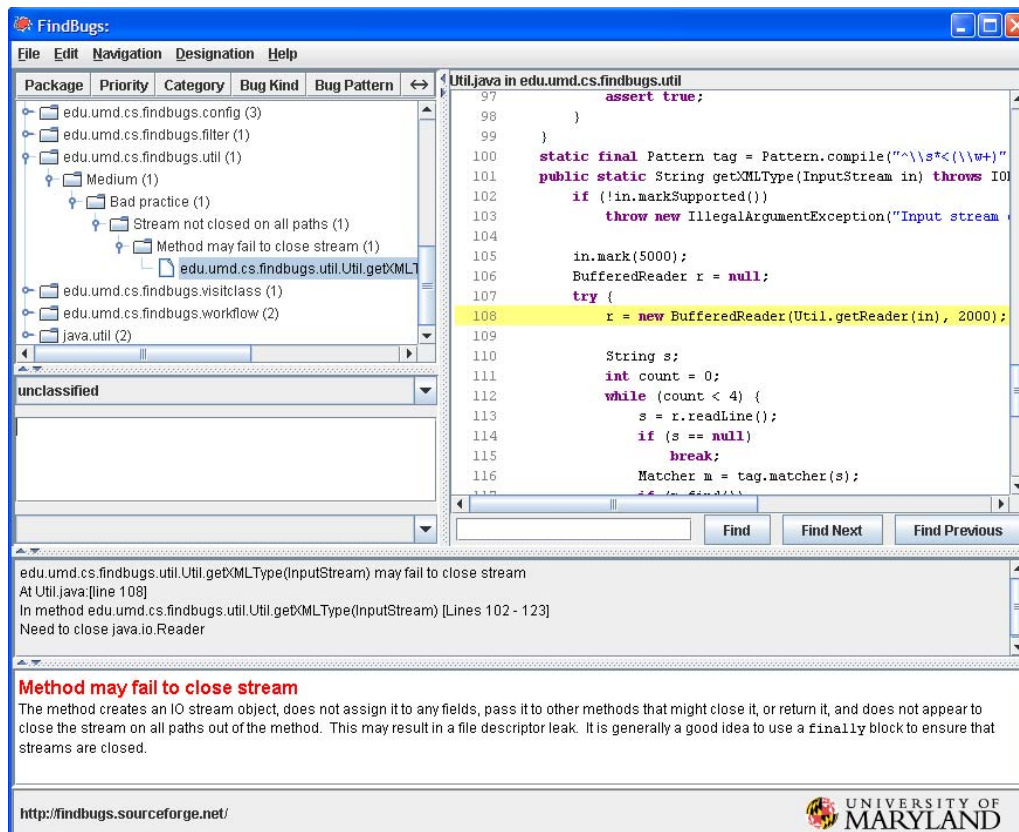 FindBugs:
File Edit Navigation Designation Help
Package Priority Category Bug Kind Bug Pattern
edu.umd.cs.findbugs.config (3)
edu.umd.cs.findbugs.filter (1)
edu.umd.cs.findbugs.util (1)
Medium (1)
Bad practice (1)
Stream not closed on all paths (1)
Method may fail to close stream (1)
edu.umd.cs.findbugs.util.Util.getXMLT
edu.umd.cs.findbugs.visitclass (1)
edu.umd.cs.findbugs.workflow (2)
java.util (2)
unclassified
Util.java in edu.umd.cs.findbugs.util
97 assert true;
98 }
99 }
100 static final Pattern tag = Pattern.compile("^\\s*<(\\w+)"
101 public static String getXMLType(InputStream in) throws IO
102 if (!in.markSupported())
103 throw new IllegalArgumentException("Input stream
104
105 in.mark(5000);
106 BufferedReader r = null;
107 try {
108 r = new BufferedReader(Util.getReader(in), 2000);
109
110 String s;
111 int count = 0;
112 while (count < 4) {
113 s = r.readLine();
114 if (s == null)
115 break;
116 Matcher m = tag.matcher(s);
Find Find Next Find Previous
edu.umd.cs.findbugs.util.Util.getXMLType(InputStream) may fail to close stream
At Util.java:[line 108]
In method edu.umd.cs.findbugs.util.Util.getXMLType(InputStream) [Lines 102 - 123]
Need to close java.io.Reader
Method may fail to close stream
The method creates an IO stream object, does not assign it to any fields, pass it to other methods that might close it, or return it, and does not appear to
close the stream on all paths out of the method. This may result in a file descriptor leak. It is generally a good idea to use a finally block to ensure that
streams are closed.
http://findbugs.sourceforge.net/
UNIVERSITY OF
MARYLAND